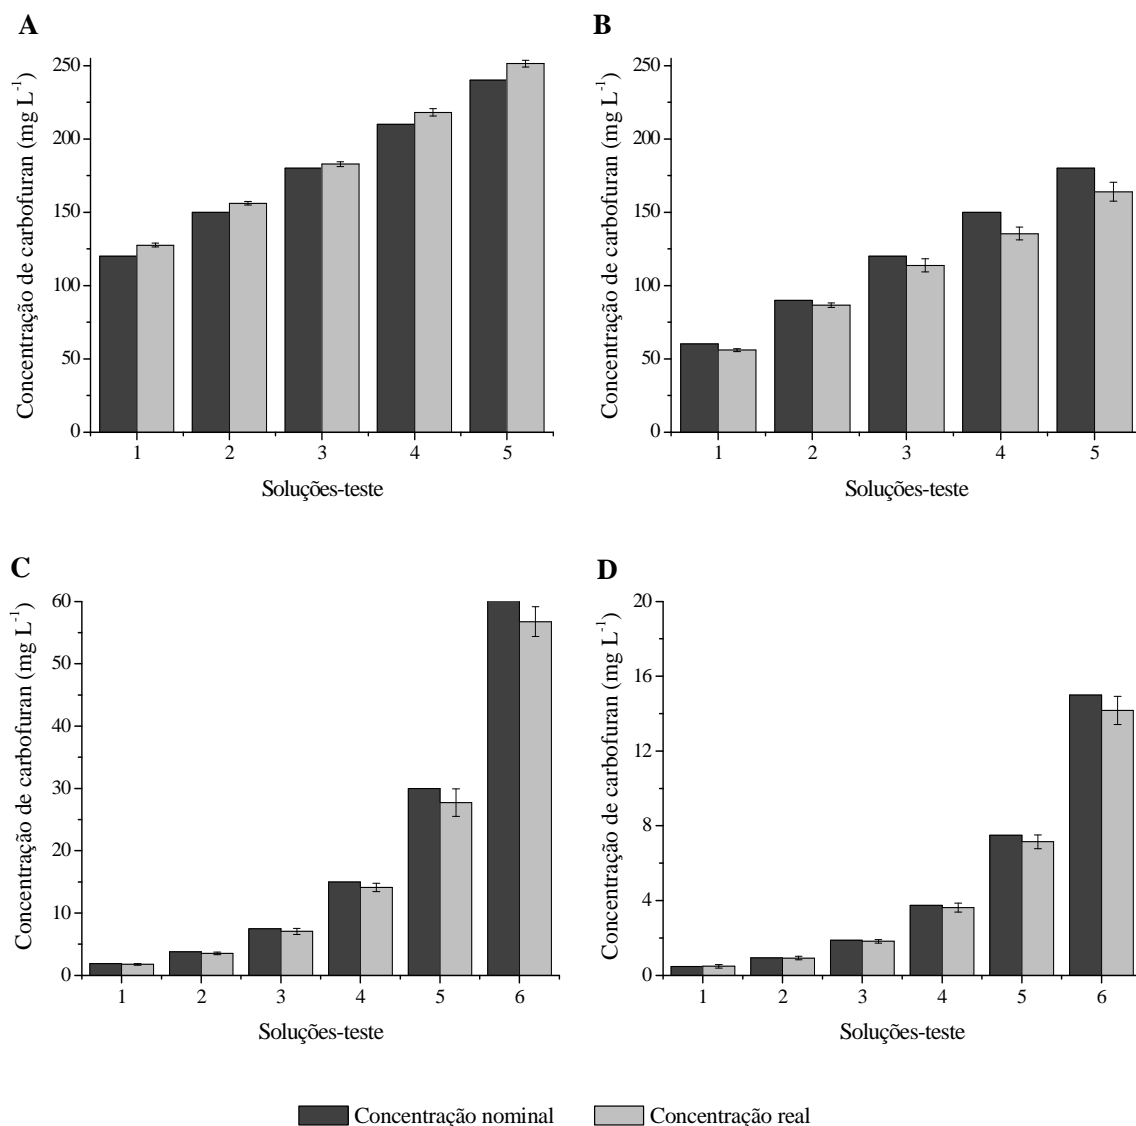 A
Concentração de carbofuran (mg L⁻¹)
250
200
150
100
50
0
1 2 3 4 5
Soluções-teste
B
Concentração de carbofuran (mg L⁻¹)
250
200
150
100
50
0
1 2 3 4 5
Soluções-teste
C
Concentração de carbofuran (mg L⁻¹)
60
50
40
30
20
10
0
1 2 3 4 5 6
Soluções-teste
D
Concentração de carbofuran (mg L⁻¹)
20
16
12
8
4
0
1 2 3 4 5 6
Soluções-teste
Concentração nominal Concentração real